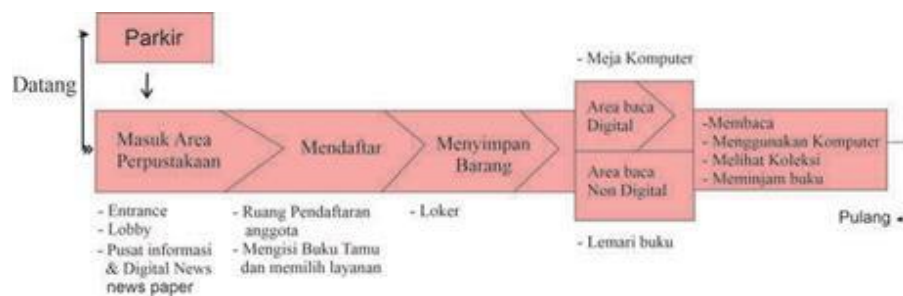 Parkir
Datang
Masuk Area
Perpustakaan
Mendaftar
Menyimpan
Barang
- Meja Komputer
Area baca
Digital
Area baca
Non Digital
-Membaca
- Menggunakan Komputer
- Melihat Koleksi
- Meminjam buku
- Entrance
- Lobby
- Pusat informasi
& Digital News
news paper
- Ruang Pendaftaran
anggota
- Mengisi Buku Tamu
dan memilih layanan
- Loker
- Lemari buku
Pulang